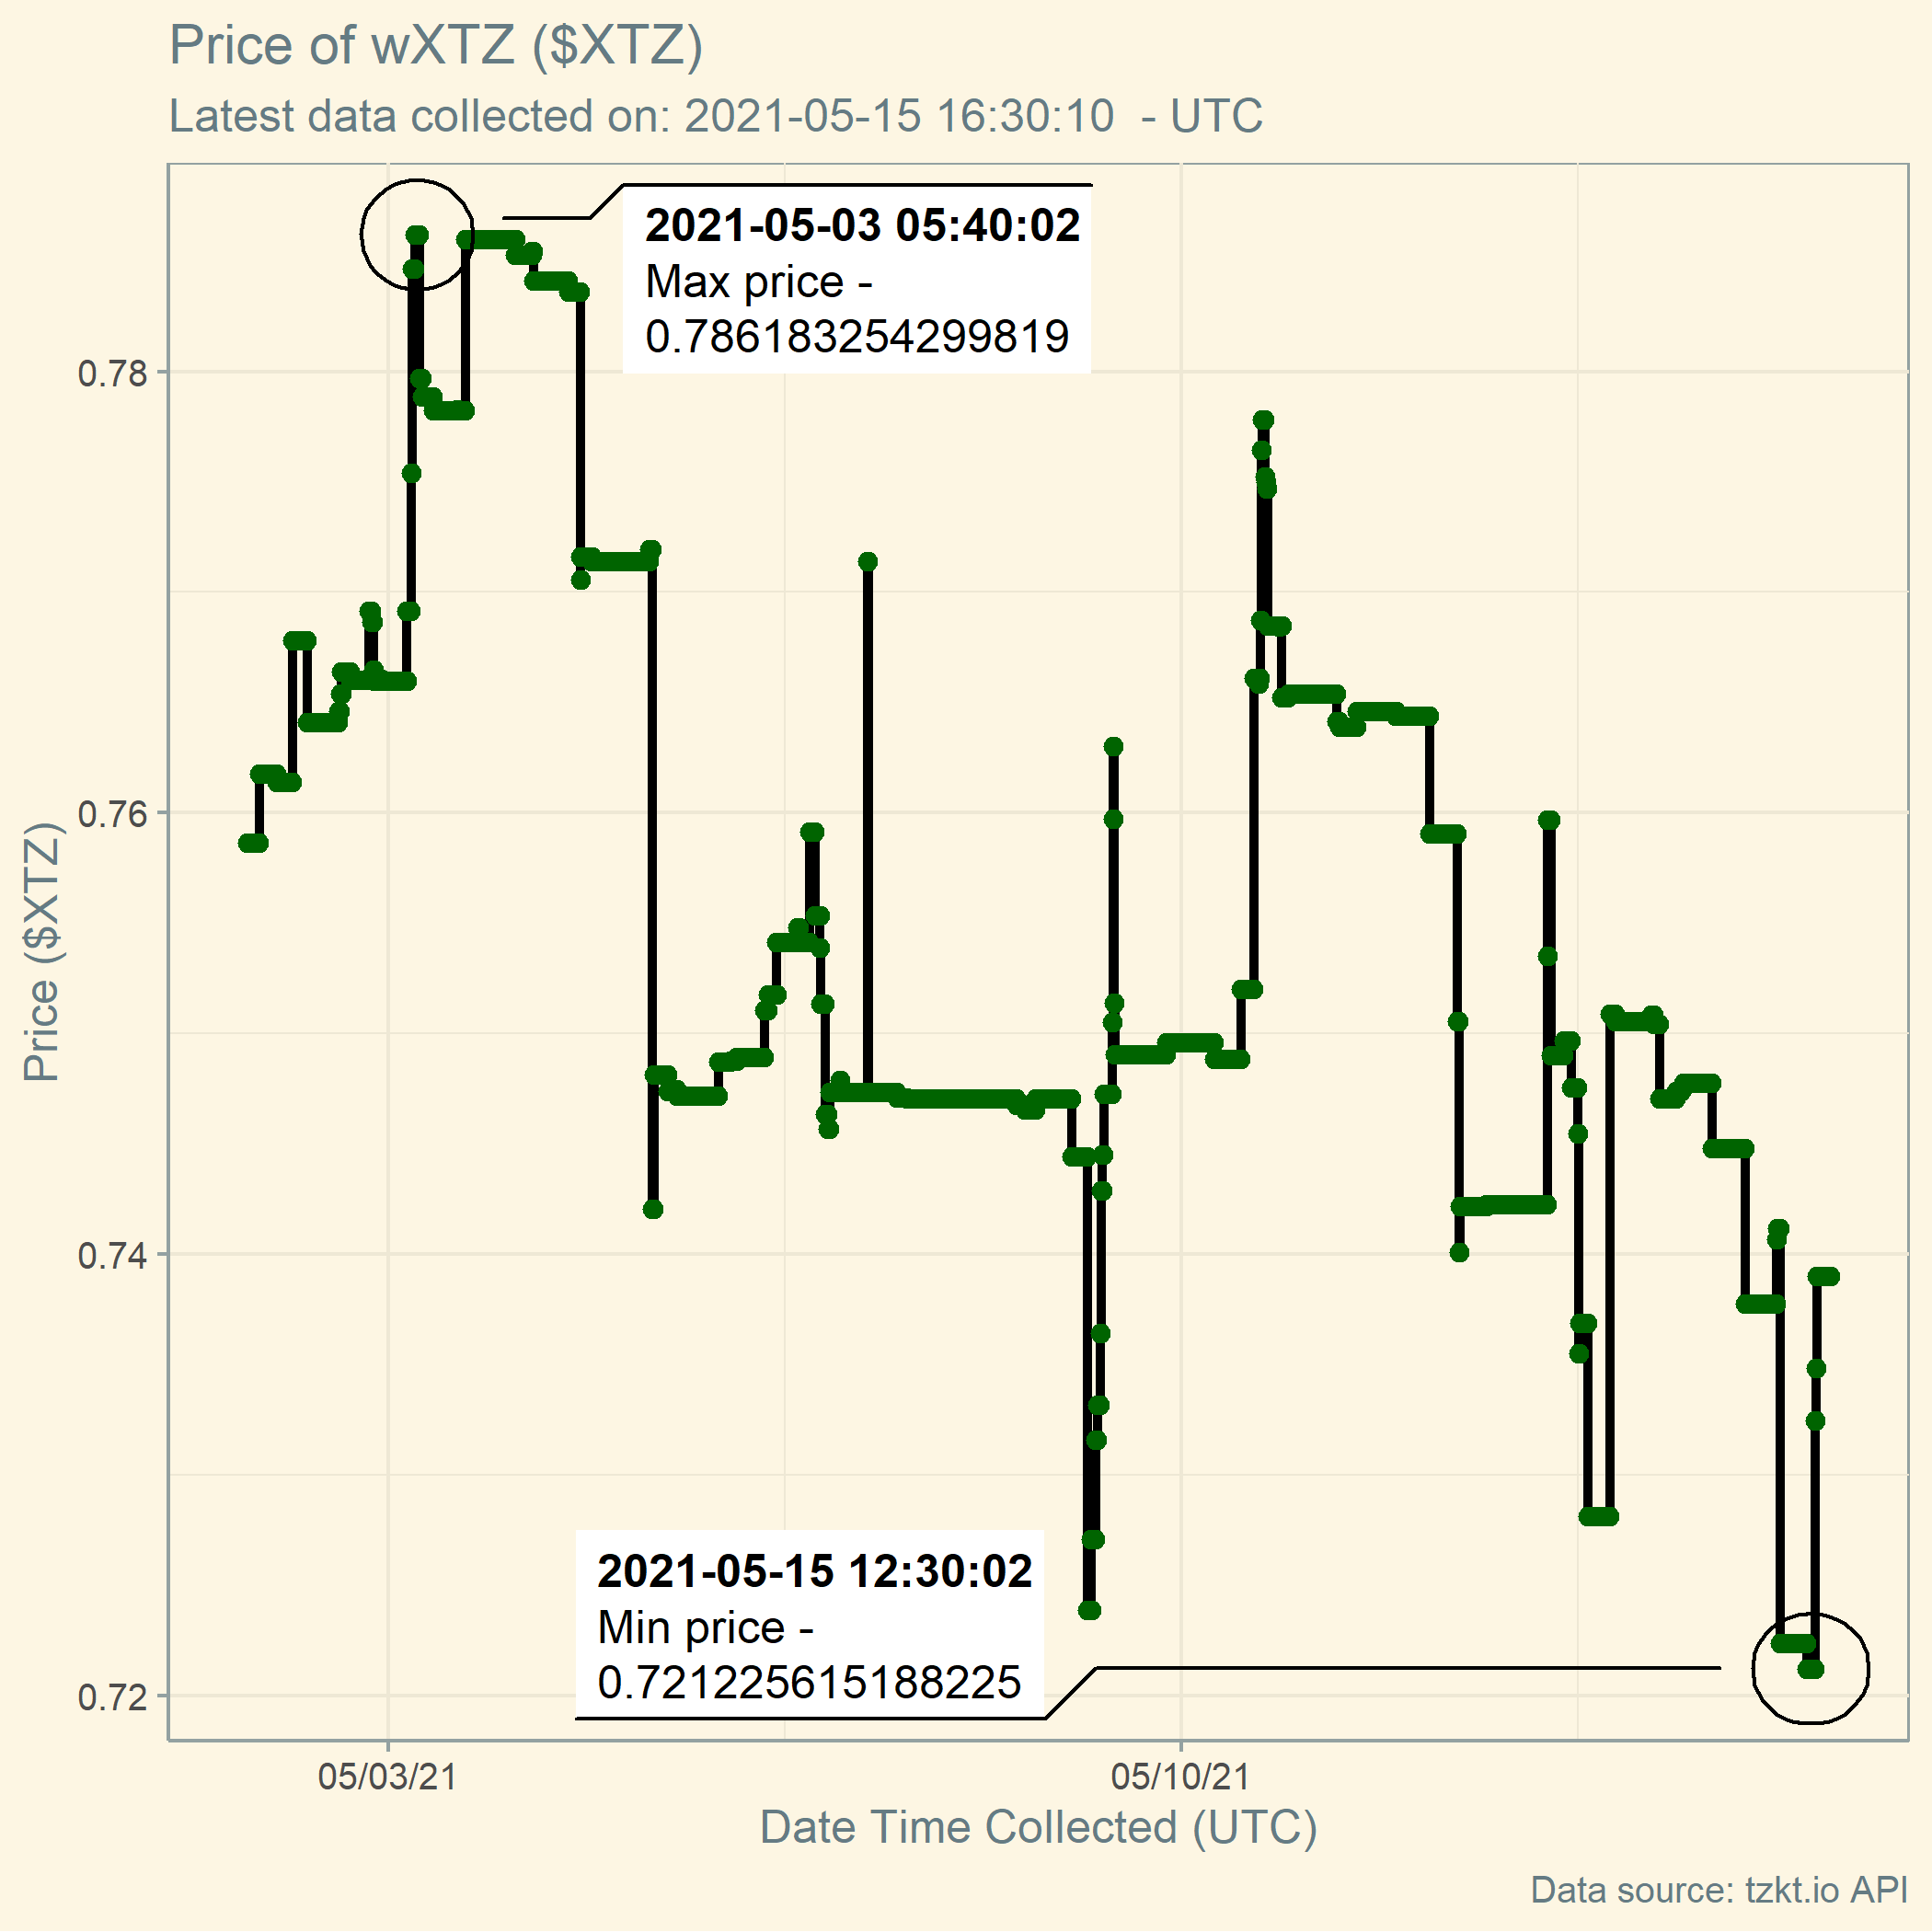 Price of wXTZ ($XTZ)
Latest data collected on: 2021-05-15 16:30:10  - UTC
2021-05-03 05:40:02
Max price -
0.786183254299819
0.78
0.76
0.74
0.72
Price ($XTZ)
2021-05-15 12:30:02
Min price -
0.721225615188225
05/03/21
05/10/21
Date Time Collected (UTC)
Data source: tzkt.io API